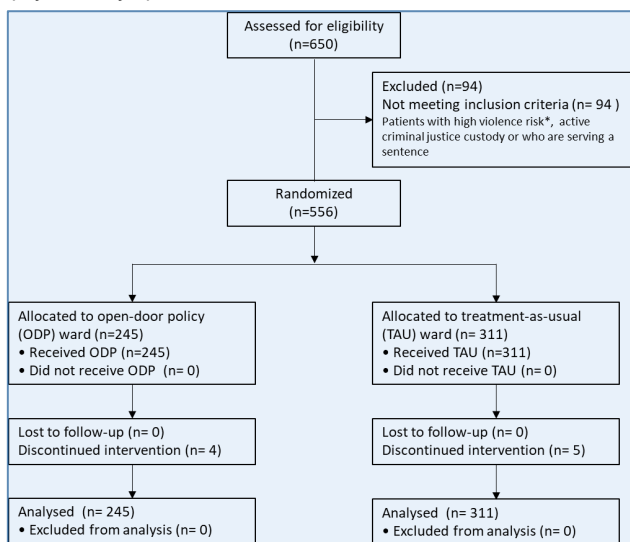 Assessed for eligibility
(n=650)
Excluded (n=94)
Not meeting inclusion criteria (n= 94 )
Patients with high violence risk*, active
criminal justice custody or who are serving a
sentence
Randomized
(n=556)
Allocated to open-door policy
(ODP) ward (n=245)
• Received ODP (n=245)
• Did not receive ODP (n= 0)
Allocated to treatment-as-usual
(TAU) ward (n= 311)
• Received TAU (n=311)
• Did not receive TAU (n= 0)
Lost to follow-up (n= 0)
Discontinued intervention (n= 4)
Lost to follow-up (n= 0)
Discontinued intervention (n= 5)
Analysed (n= 245)
• Excluded from analysis (n= 0)
Analysed (n= 311)
• Excluded from analysis (n= 0)